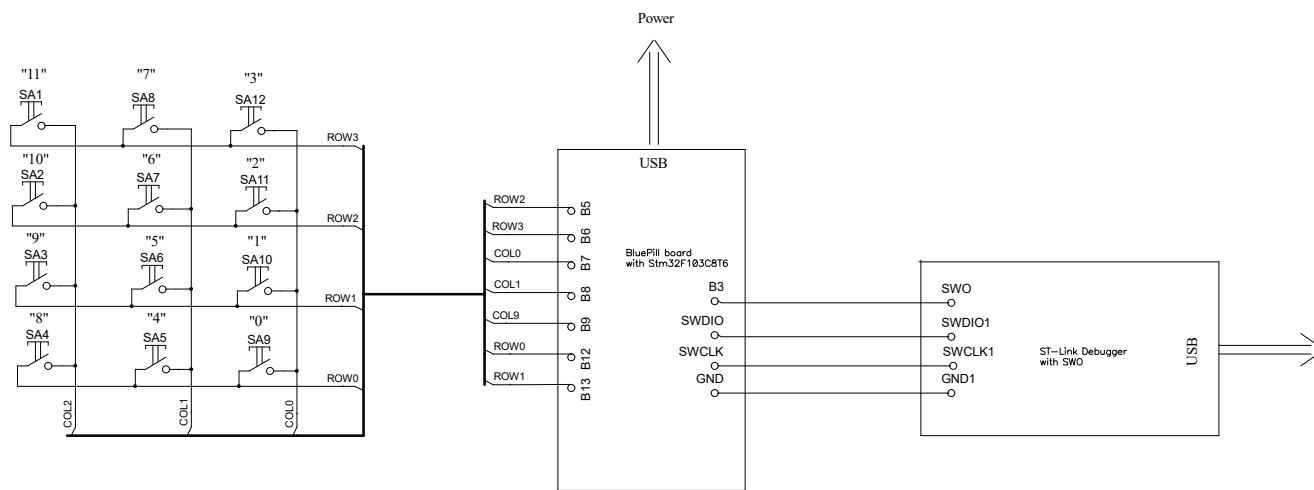 Power
"11"
"7"
"3"
SA1
SA8
SA12
ROW3
"10"
"6"
"2"
SA2
SA7
SA11
ROW2
"9"
"5"
"1"
SA3
SA6
SA10
ROW1
"8"
"4"
"0"
SA4
SA5
SA9
ROW0
COL2
COL1
COL0
ROW2
ROW3
COL0
COL1
COL9
ROW0
ROW1
USB
B5
B6
B7
B8
B9
B12
B13
BluePill board
with Stm32F103C8T6
B3
SWDIO
SWCLK
GND
SWO
SWDIO1
SWCLK1
GND1
ST-Link Debugger
with SWO
USB